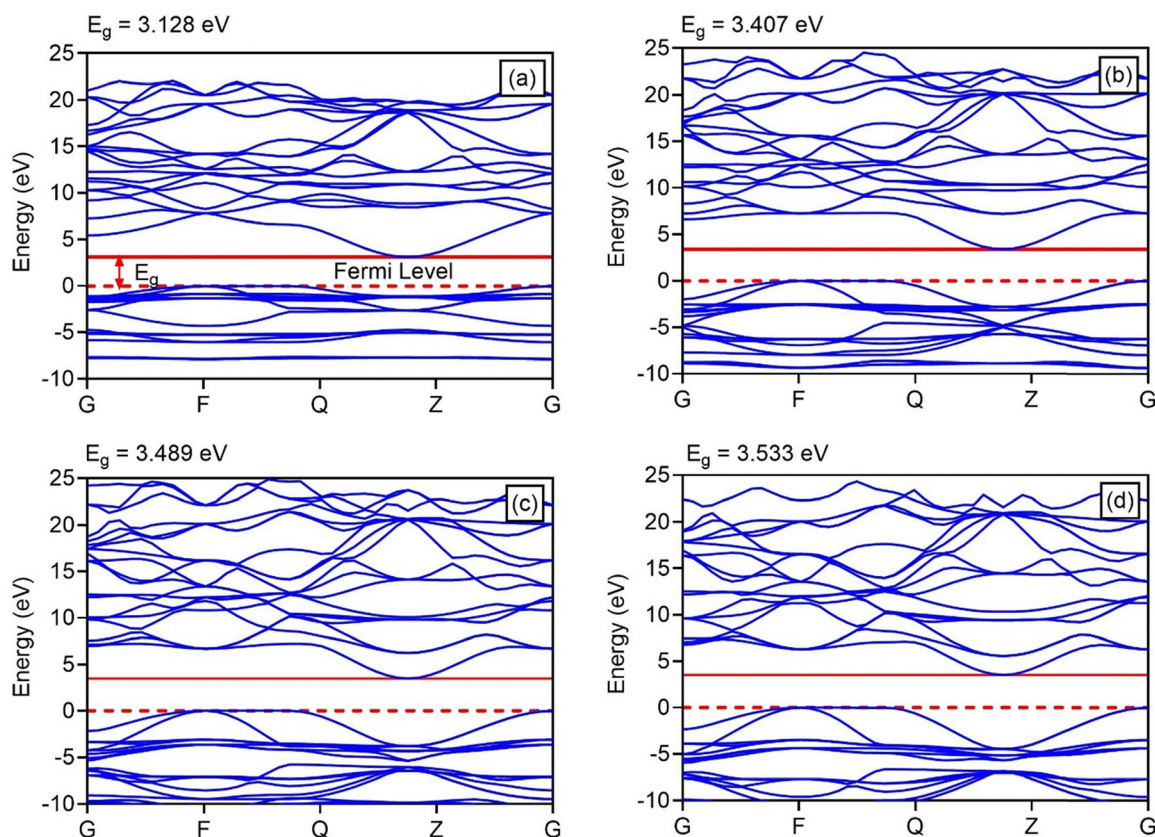 E_g = 3.128 eV
25
20
15
10
5
0
-5
-10
Energy (eV)
(a)
E_g
Fermi Level
G F Q Z G
E_g = 3.407 eV
25
20
15
10
5
0
-5
-10
Energy (eV)
(b)
G F Q Z G
E_g = 3.489 eV
25
20
15
10
5
0
-5
-10
Energy (eV)
(c)
G F Q Z G
E_g = 3.533 eV
25
20
15
10
5
0
-5
-10
Energy (eV)
(d)
G F Q Z G